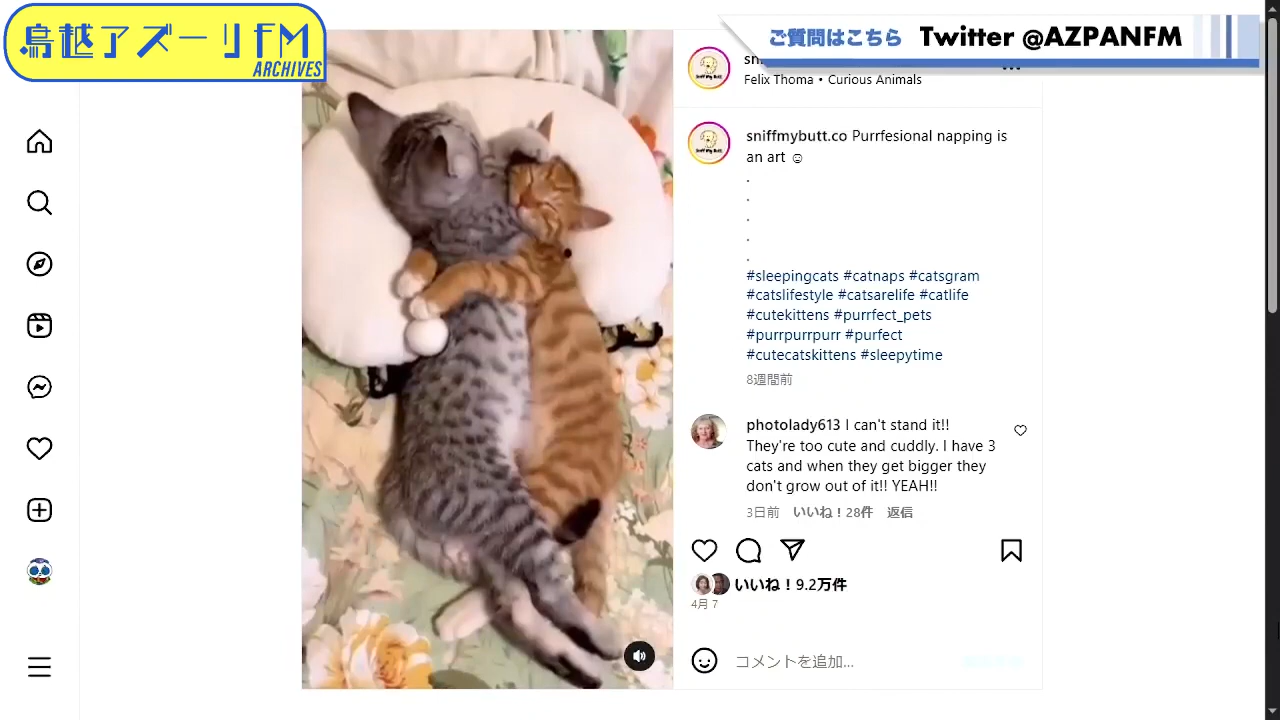 鳥越アズーリFM
ARCHIVES
ご質問はこちら Twitter @AZPANFM
Felix Thoma • Curious Animals
sniffmybutt.co Purrfesional napping is
an art ☺
.
.
.
.
.
#sleepingcats #catnaps #catsgram
#catslifestyle #catsarelife #catlife
#cutekittens #purrfect_pets
#purrpurrpurr #purfect
#cutecatskittens #sleepytime
8週間前
photolady613 I can't stand it!!
They're too cute and cuddly. I have 3
cats and when they get bigger they
don't grow out of it!! YEAH!!
3日前 いいね！28件 返信
いいね！9.2万件
4月 7
コメントを追加...